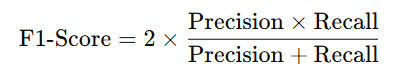 F1-Score = 2 × Precision × Recall / Precision + Recall